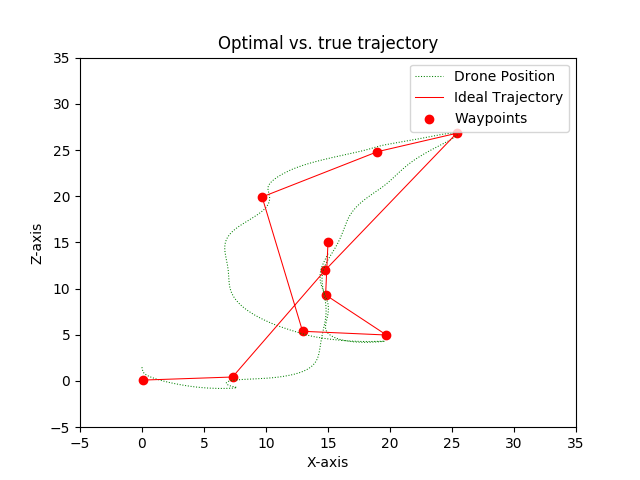 Optimal vs. true trajectory
Drone Position
Ideal Trajectory
Waypoints
35
30
25
20
15
10
5
0
−5
Z-axis
−5 0 5 10 15 20 25 30 35
X-axis